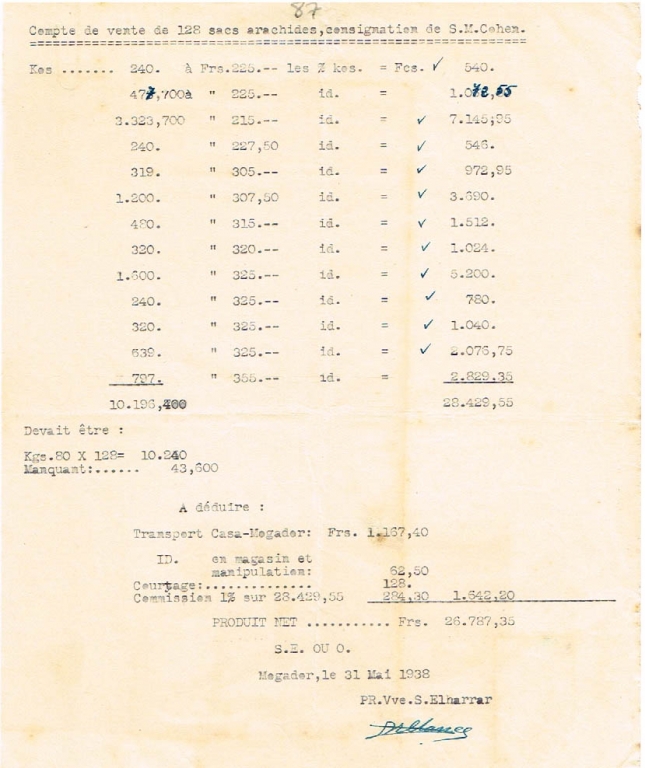 87
Compte de vente de 128 sacs arachides, consignation de S.M.Cohen.
Kos ....... 240. à Frs.225.-- les % kos. = Fcs. ✓ 540.
477,700 à " 225.-- id. = 1.072,55
3.323,700 " 215.-- id. = ✓ 7.145;95
240. " 227,50 id. = ✓ 546.
319. " 305.-- id. = ✓ 972,95
1.200. " 307,50 id. = ✓ 3.690.
480. " 315.-- id. = ✓ 1.512.
320. " 320.-- id. = ✓ 1.024.
1.600. " 325.-- id. = ✓ 5.200.
240. " 325.-- id. = ✓ 780.
320. " 325.-- id. = ✓ 1.040.
639. " 325.-- id. = ✓ 2.076,75
797. " 355.-- id. = 2.829.35
10.196,400 28.429,55
Devait être :
Kgs.80 X 128= 10.240
Manquant:...... 43,600
A déduire :
Transport Casa-Mogador: Frs. 1.167,40
ID. en magasin et
manipulation: 62,50
Courtage:............... 128.
Commission 1% sur 28.429,55 284,30 1.642,20
PRODUIT NET ........... Frs. 26.787,35
S.E. OU O.
Mogador,le 31 Mai 1938
PR.Vve.S.Elharrar